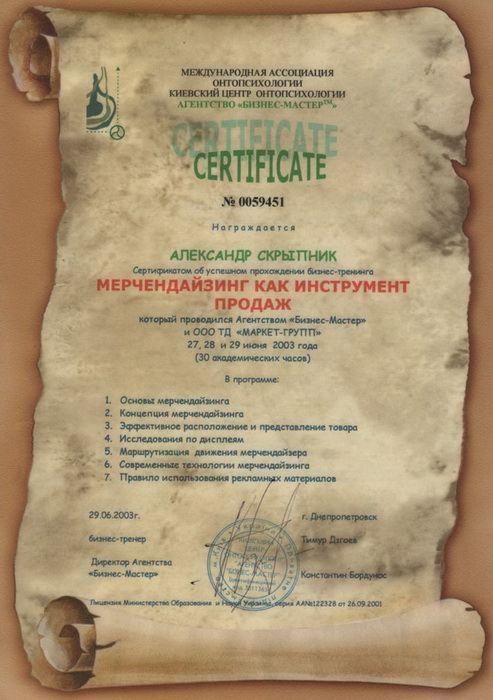 МЕЖДУНАРОДНАЯ АССОЦИАЦИЯ
ОНТОПСИХОЛОГИИ
КИЕВСКИЙ ЦЕНТР ОНТОПСИХОЛОГИИ
АГЕНТСТВО «БИЗНЕС-МАСТЕР™»
CERTIFICATE
CERTIFICATE
№ 0059451
Награждается
АЛЕКСАНДР СКРЫПНИК
Сертификатом об успешном прохождении бизнес-тренинга
МЕРЧЕНДАЙЗИНГ КАК ИНСТРУМЕНТ
ПРОДАЖ
который проводился Агентством «Бизнес-Мастер»
и ООО ТД «МАРКЕТ-ГРУПП»
27, 28 и 29 июня 2003 года
(30 академических часов)
В программе:
1. Основы мерчендайзинга
2. Концепция мерчендайзинга
3. Эффективное расположение и представление товара
4. Исследования по дисплеям
5. Маршрутизация движения мерчендайзера
6. Современные технологии мерчендайзинга
7. Правило использования рекламных материалов
29.06.2003г. г. Днепропетровск
бизнес-тренер Тимур Дзгоев
Директор Агентства
«Бизнес-Мастер» Константин Бордунос
АГЕНТСТВО
"БИЗНЕС-МАСТЕР"
Лицензия Министерства Образования и Науки Украины, серия АА№122328 от 26.09.2001